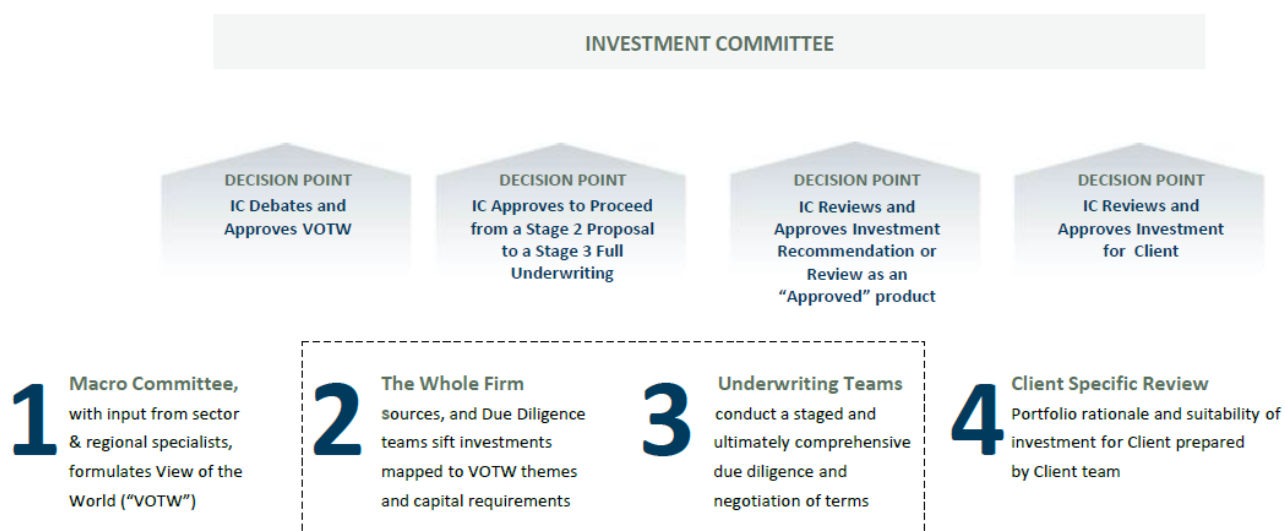 INVESTMENT COMMITTEE
DECISION POINT
IC Debates and
Approves VOTW
DECISION POINT
IC Approves to Proceed
from a Stage 2 Proposal
to a Stage 3 Full
Underwriting
DECISION POINT
IC Reviews and
Approves Investment
Recommendation or
Review as an
“Approved” product
DECISION POINT
IC Reviews and
Approves Investment
for Client
1
Macro Committee,
with input from sector
& regional specialists,
formulates View of the
World (“VOTW”)
2
The Whole Firm
sources, and Due Diligence
teams sift investments
mapped to VOTW themes
and capital requirements
3
Underwriting Teams
conduct a staged and
ultimately comprehensive
due diligence and
negotiation of terms
4
Client Specific Review
Portfolio rationale and suitability of
investment for Client prepared
by Client team